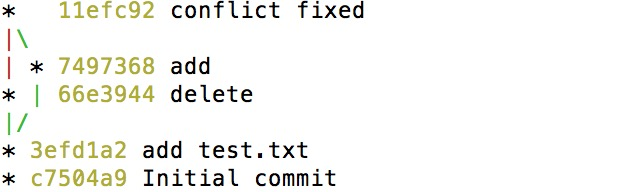 *   11efc92 conflict fixed
|\
| * 7497368 add
* | 66e3944 delete
|/
* 3efd1a2 add test.txt
* c7504a9 Initial commit